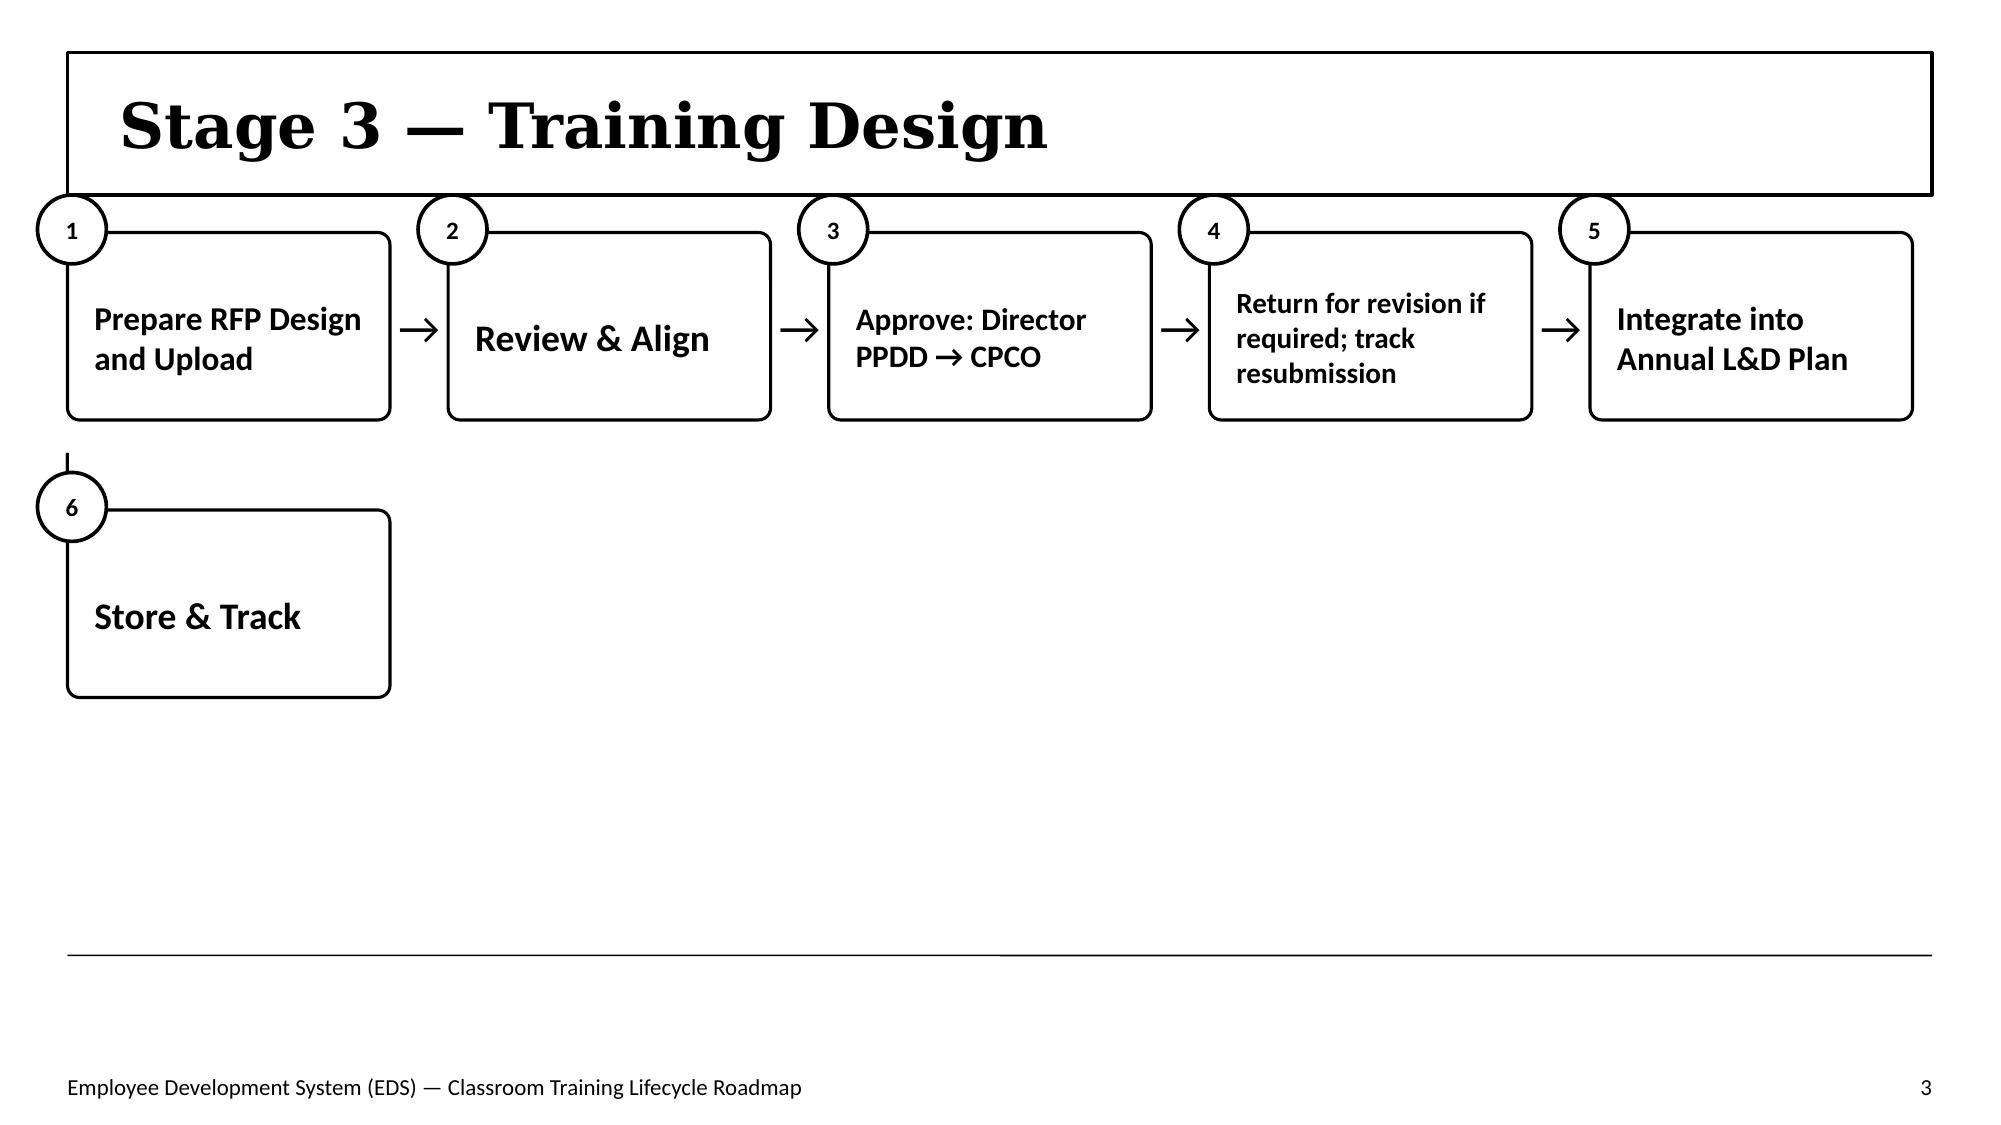 Stage 3 — Training Design
1
2
3
4
5
Prepare RFP Design
and Upload
→
Review & Align
→
Approve: Director
PPDD → CPCO
→
Return for revision if
required; track
resubmission
→
Integrate into
Annual L&D Plan
6
Store & Track
Employee Development System (EDS) — Classroom Training Lifecycle Roadmap
3